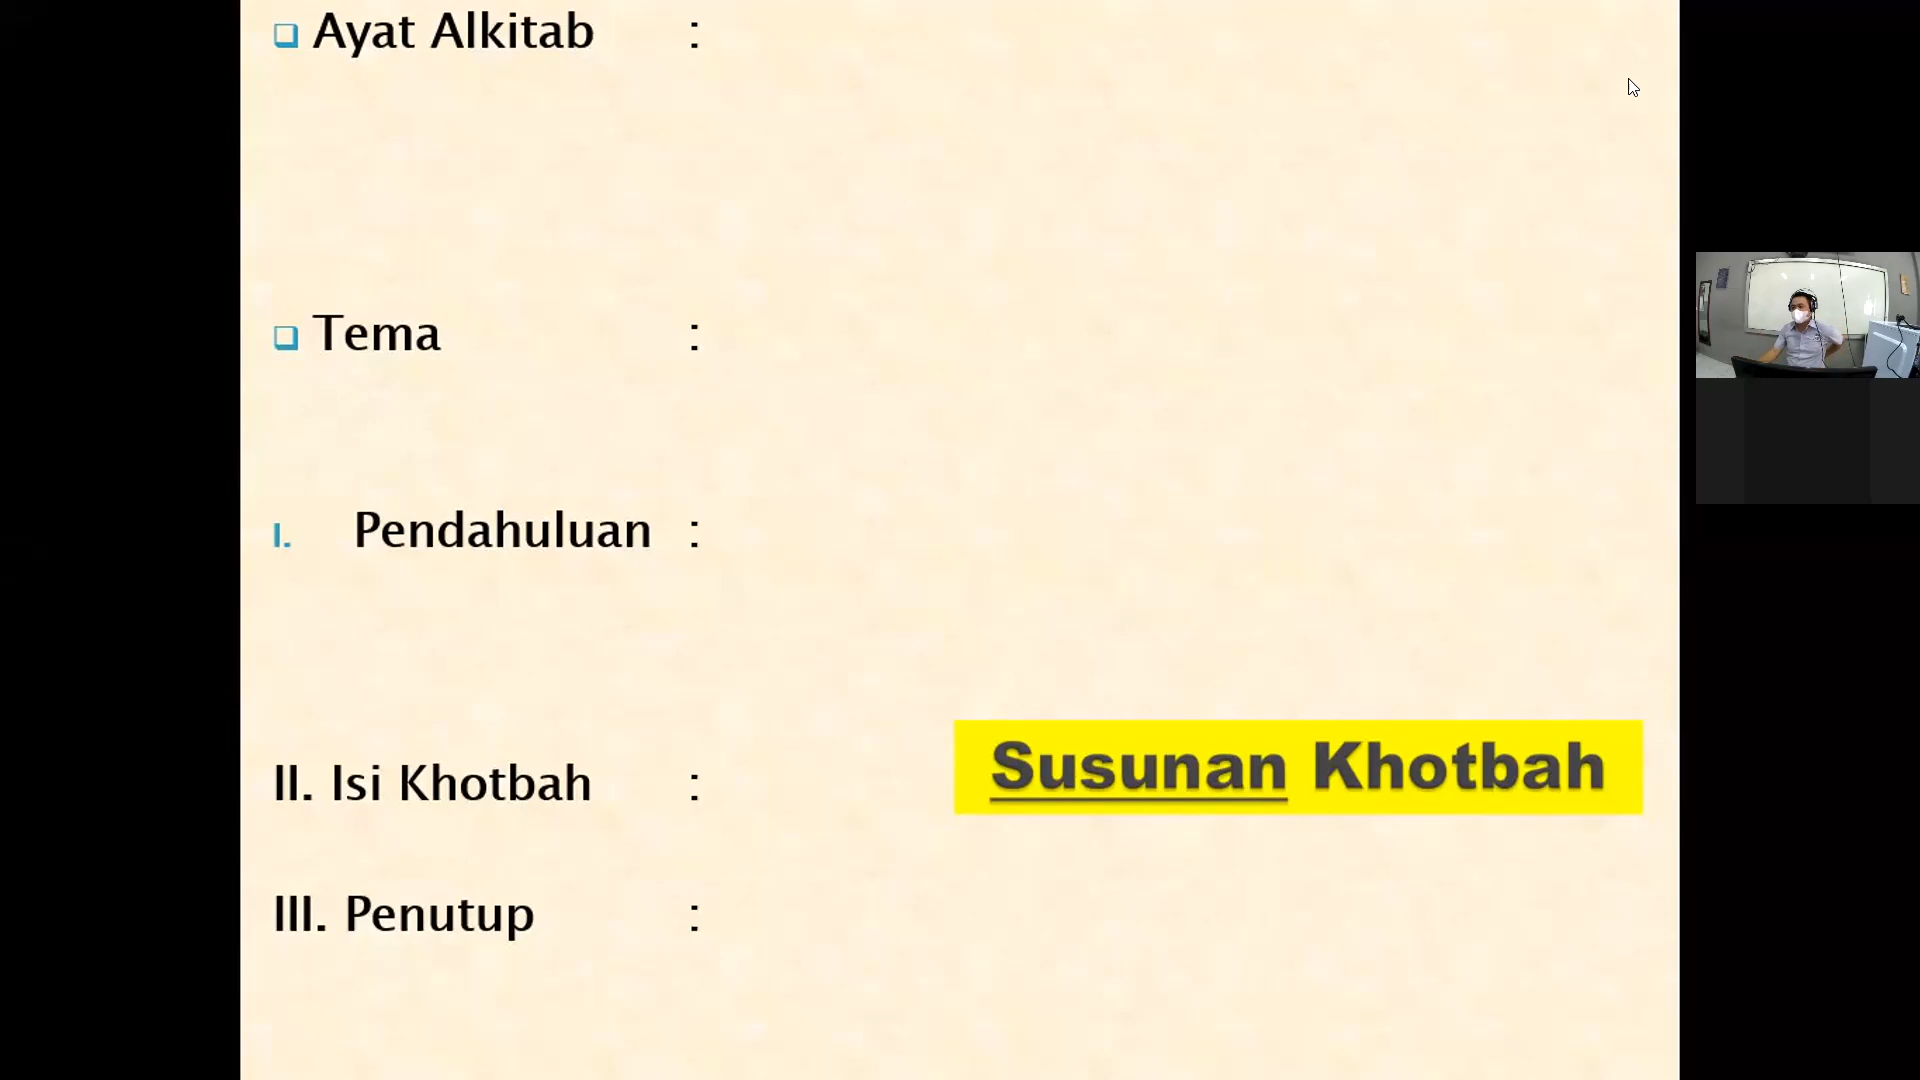 ❑ Ayat Alkitab :
❑ Tema :
I. Pendahuluan :
II. Isi Khotbah :
Susunan Khotbah
III. Penutup :